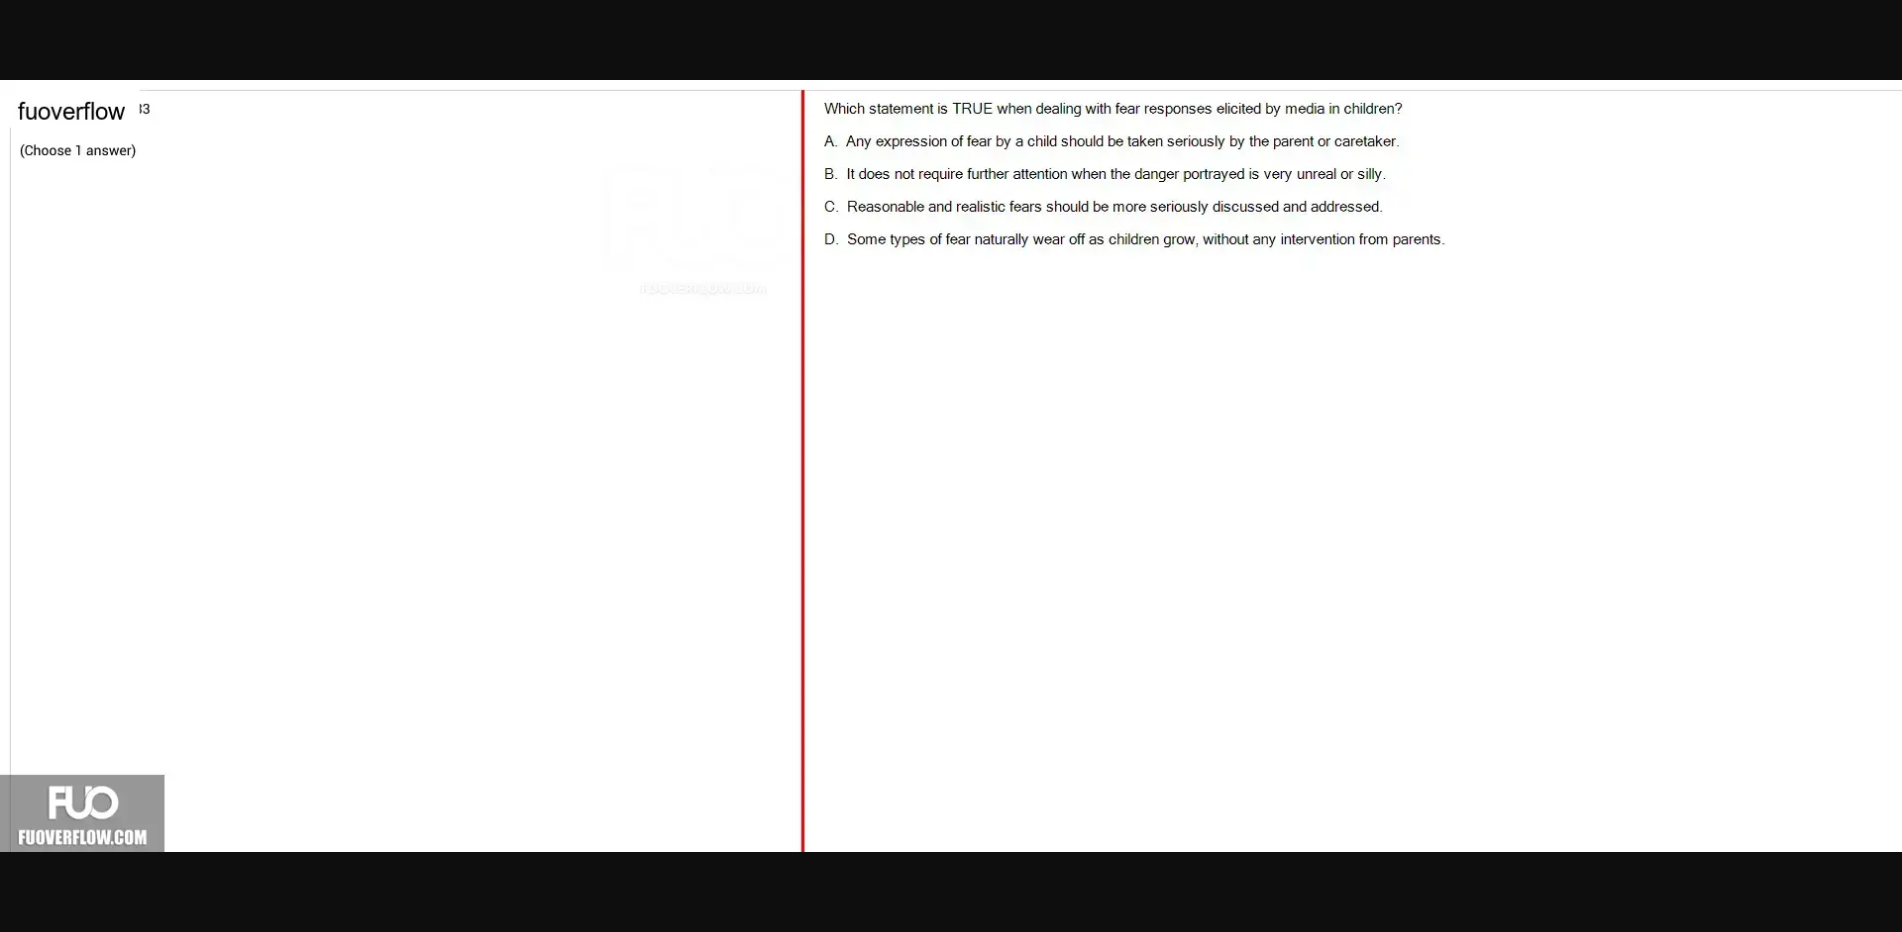 fuoverflow 33
(Choose 1 answer)
Which statement is TRUE when dealing with fear responses elicited by media in children?
A. Any expression of fear by a child should be taken seriously by the parent or caretaker.
B. It does not require further attention when the danger portrayed is very unreal or silly.
C. Reasonable and realistic fears should be more seriously discussed and addressed.
D. Some types of fear naturally wear off as children grow, without any intervention from parents.
FUO
FUOVERFLOW.COM
FUO
FUOVERFLOW.COM